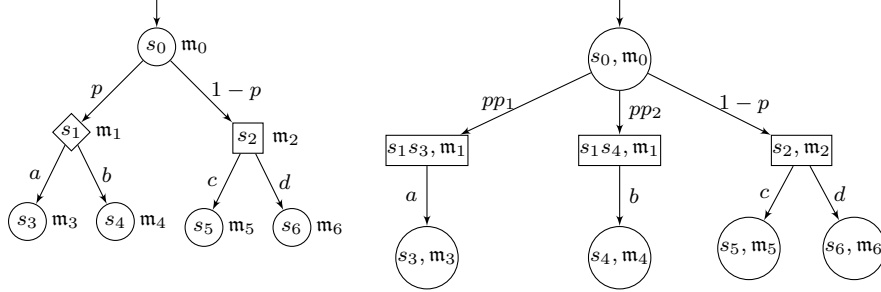 s₀ 𝔪₀
p 1 − p
s₁ 𝔪₁ s₂ 𝔪₂
a b c d
s₃ 𝔪₃ s₄ 𝔪₄ s₅ 𝔪₅ s₆ 𝔪₆
s₀, 𝔪₀
pp₁ pp₂ 1 − p
s₁s₃, 𝔪₁ s₁s₄, 𝔪₁ s₂, 𝔪₂
a b c d
s₃, 𝔪₃ s₄, 𝔪₄ s₅, 𝔪₅ s₆, 𝔪₆